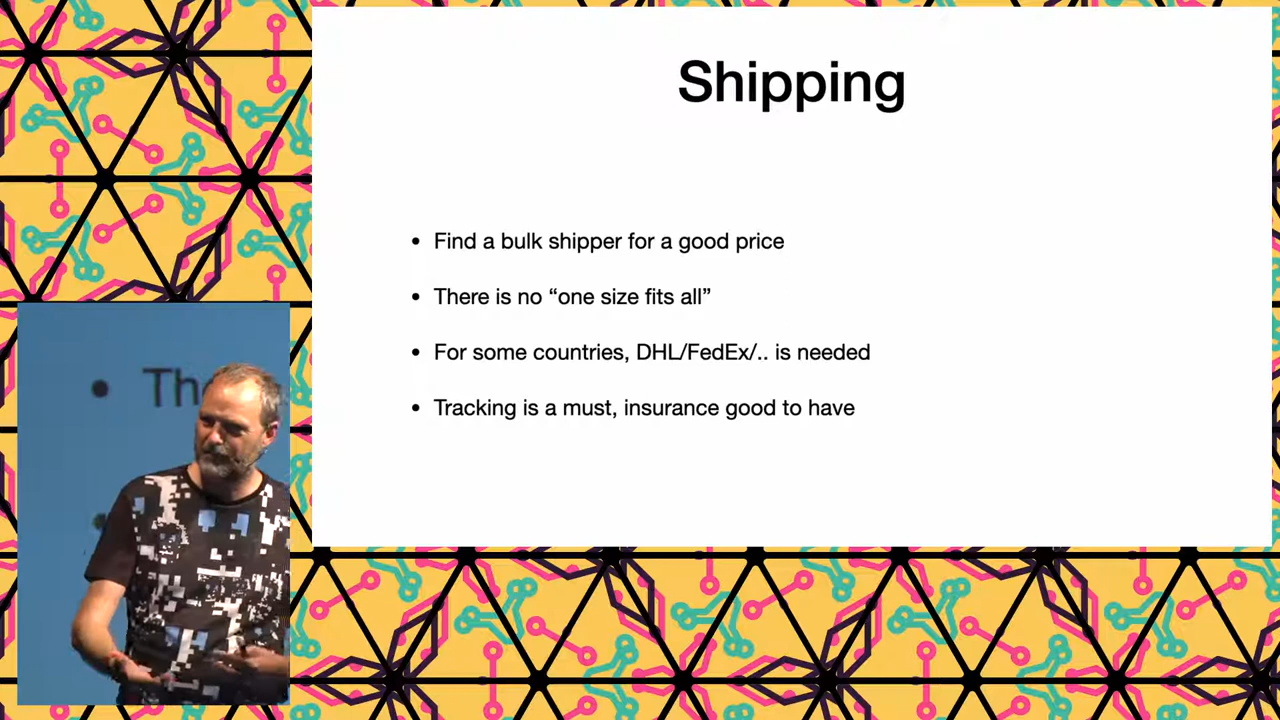 Shipping
• Find a bulk shipper for a good price
• There is no “one size fits all”
• For some countries, DHL/FedEx/.. is needed
• Tracking is a must, insurance good to have
• Th